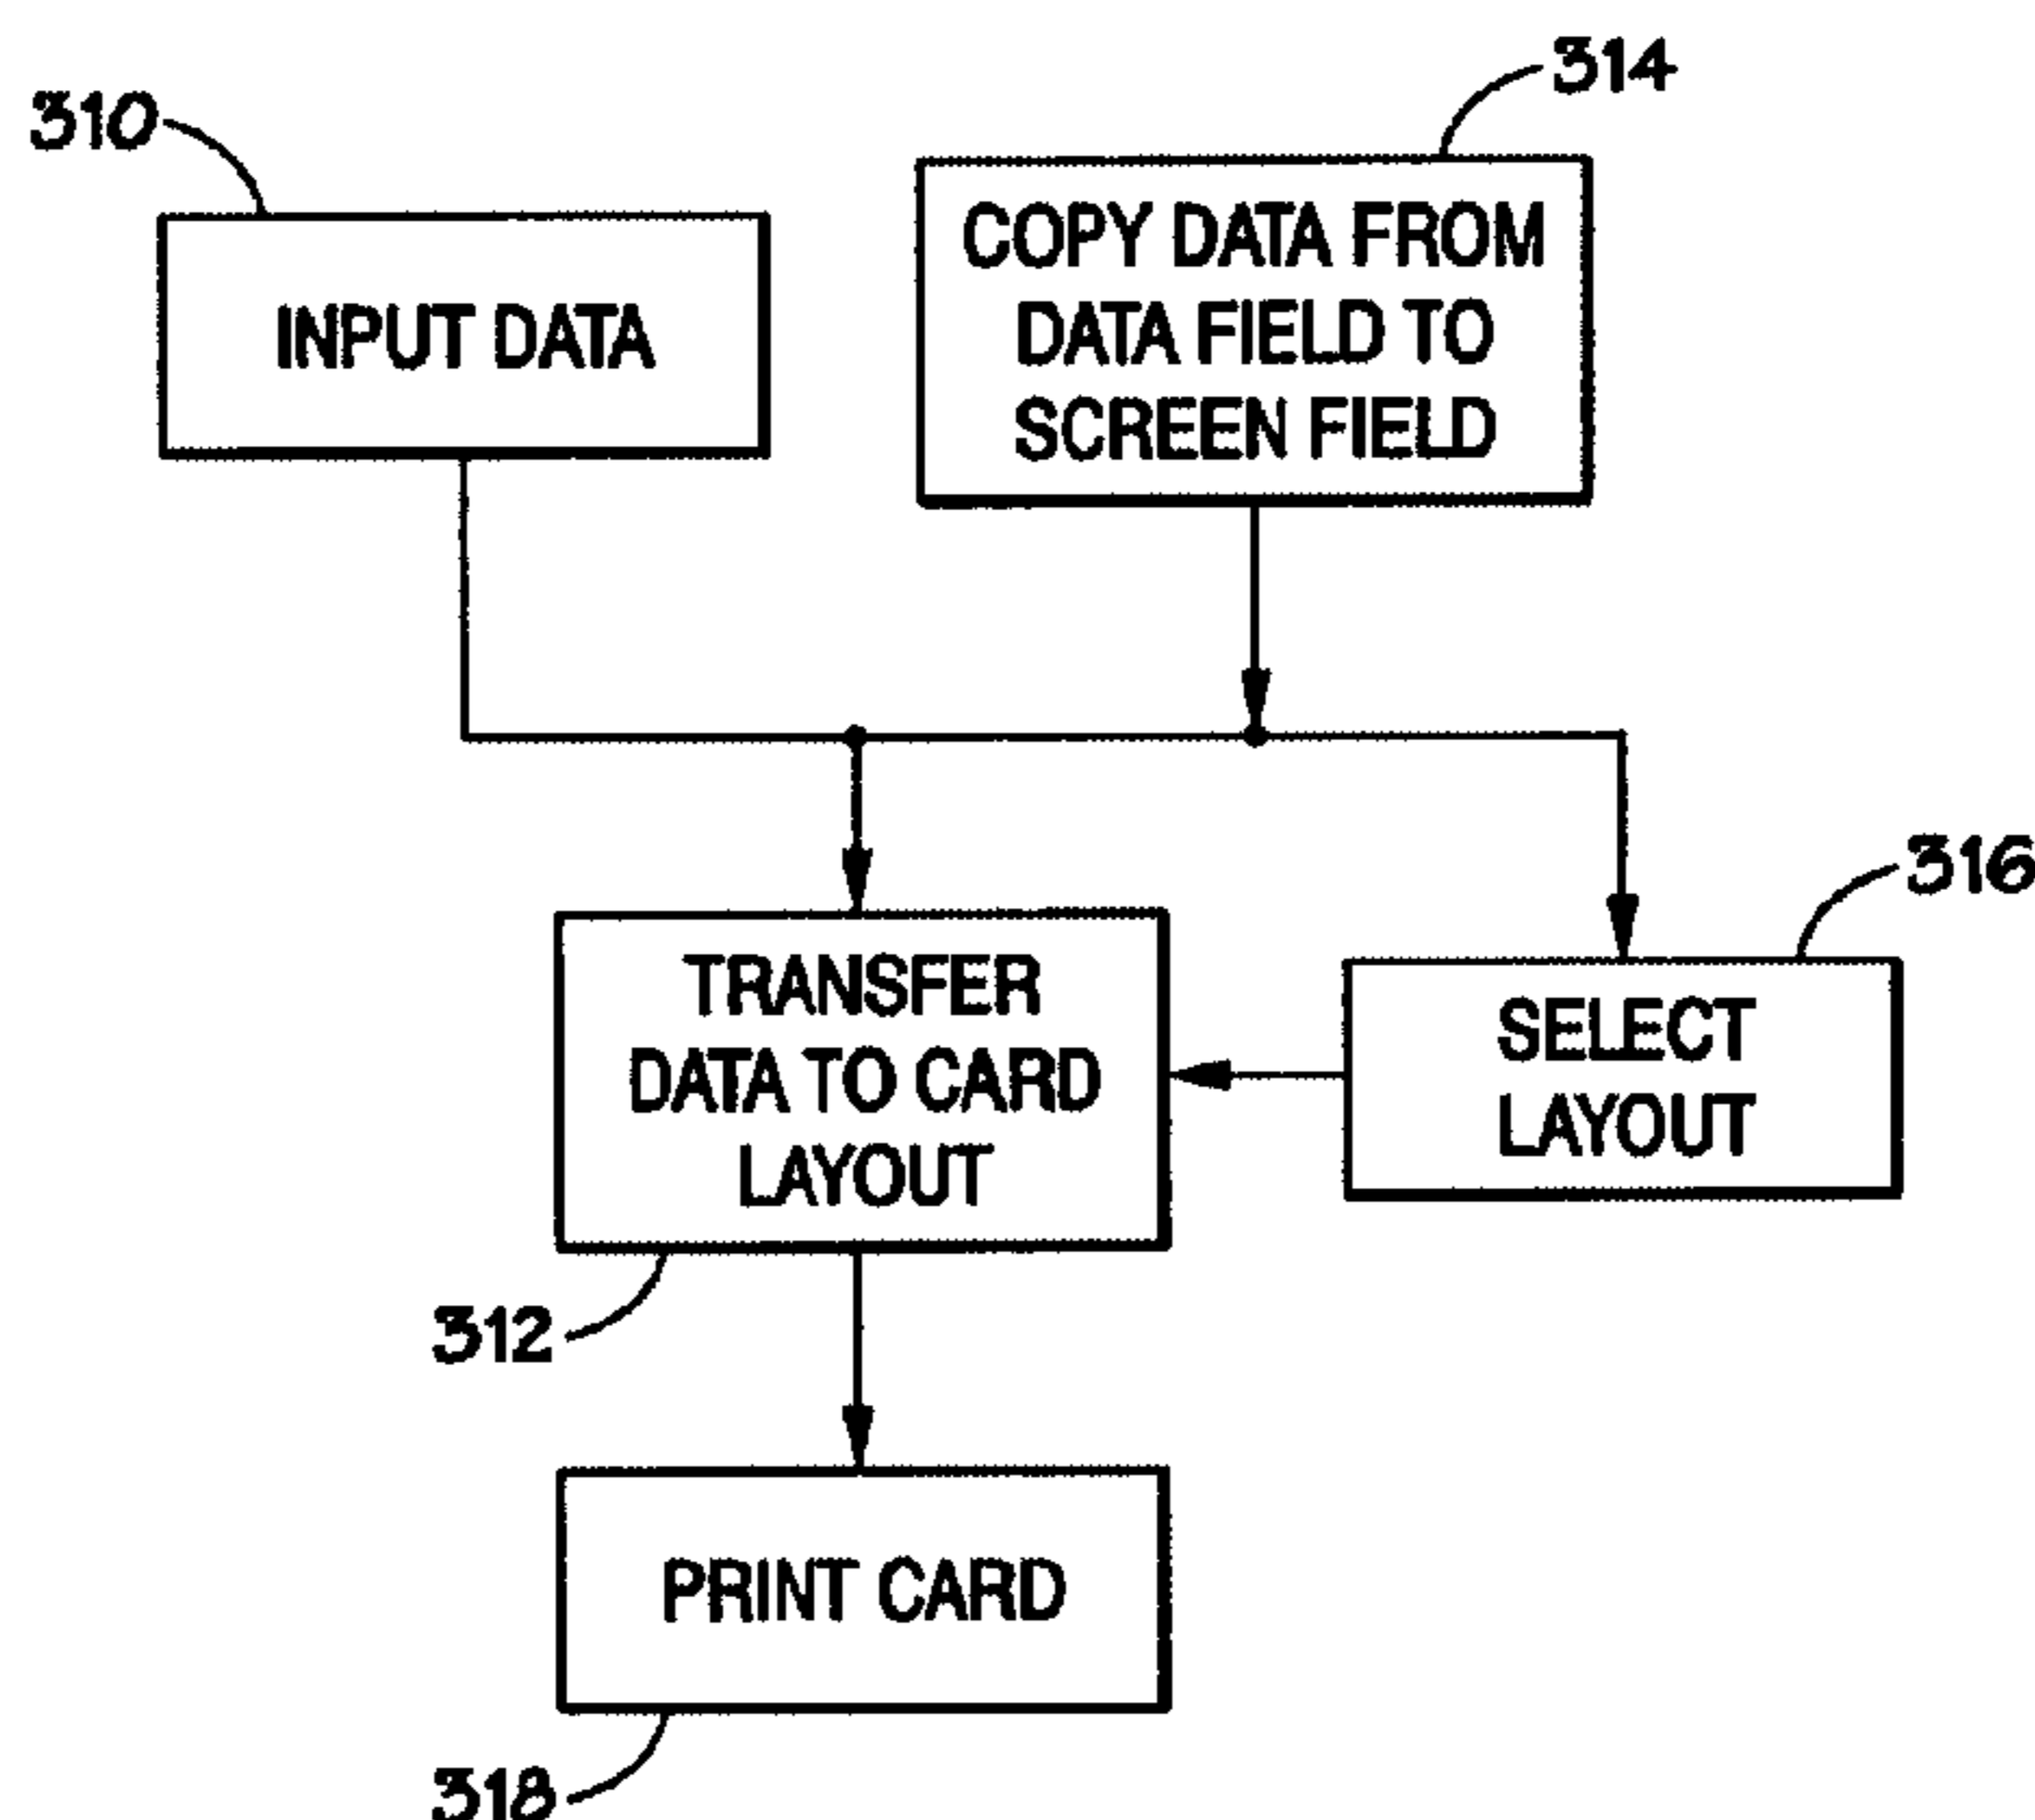 314
310
COPY DATA FROM
DATA FIELD TO
SCREEN FIELD
INPUT DATA
316
TRANSFER
DATA TO CARD
LAYOUT
SELECT
LAYOUT
312
PRINT CARD
318